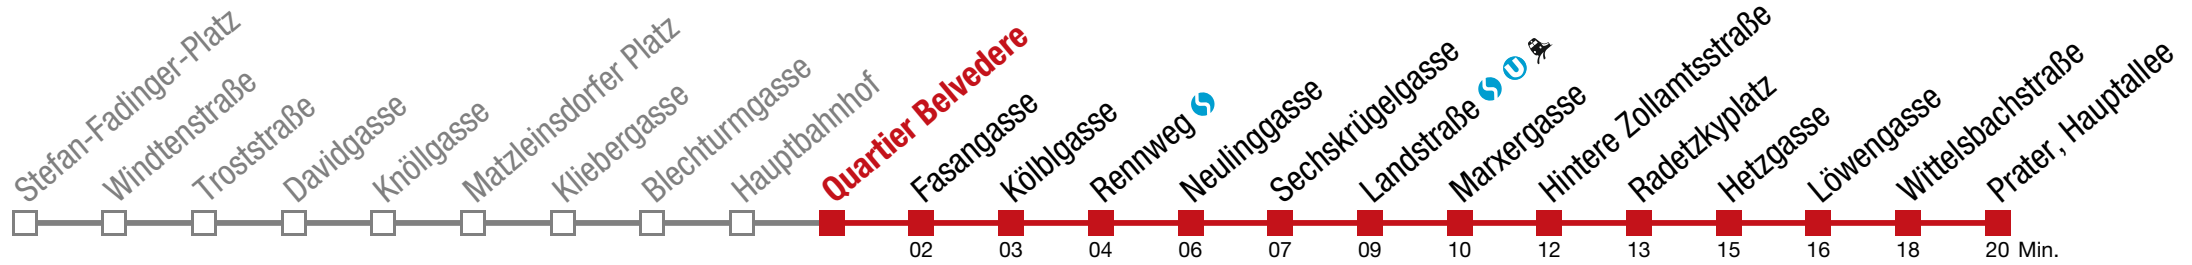 Stefan-Fadinger-Platz
Windtenstraße
Troststraße
Davidgasse
Knöllgasse
Matzleinsdorfer Platz
Kliebergasse
Blechturmgasse
Hauptbahnhof
Quartier Belvedere
Fasangasse
Kölblgasse
Rennweg
Neulinggasse
Sechskrügelgasse
Landstraße
Marxergasse
Hintere Zollamtsstraße
Radetzkyplatz
Hetzgasse
Löwengasse
Wittelsbachstraße
Prater, Hauptallee
02 03 04 06 07 09 10 12 13 15 16 18 20 Min.